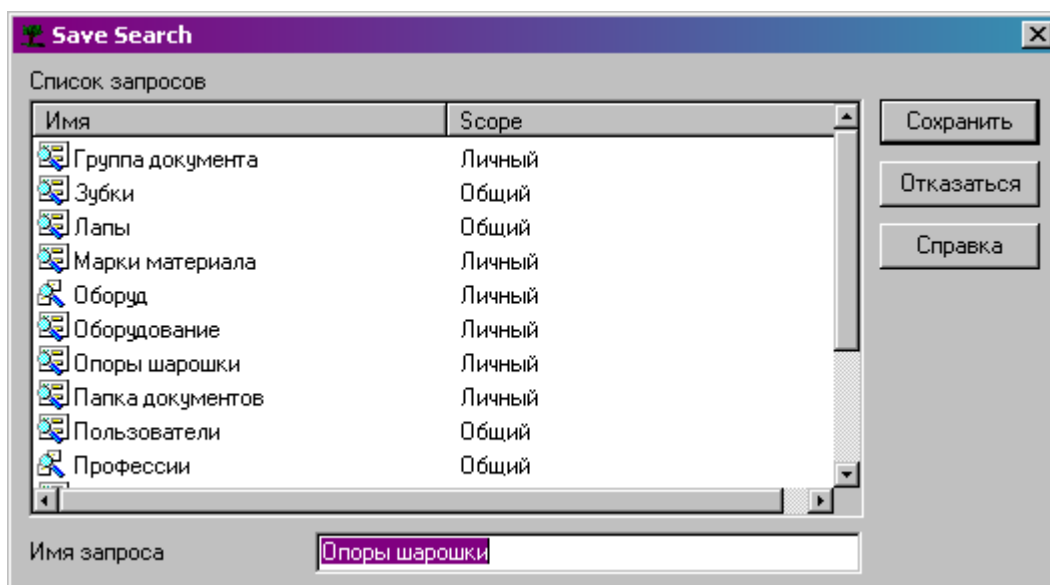 Save Search
Список запросов
Имя Scope
Группа документа Личный
Зубки Общий
Лапы Общий
Марки материала Личный
Оборуд Личный
Оборудование Личный
Опоры шарошки Личный
Папка документов Личный
Пользователи Общий
Профессии Общий
Сохранить
Отказаться
Справка
Имя запроса Опоры шарошки